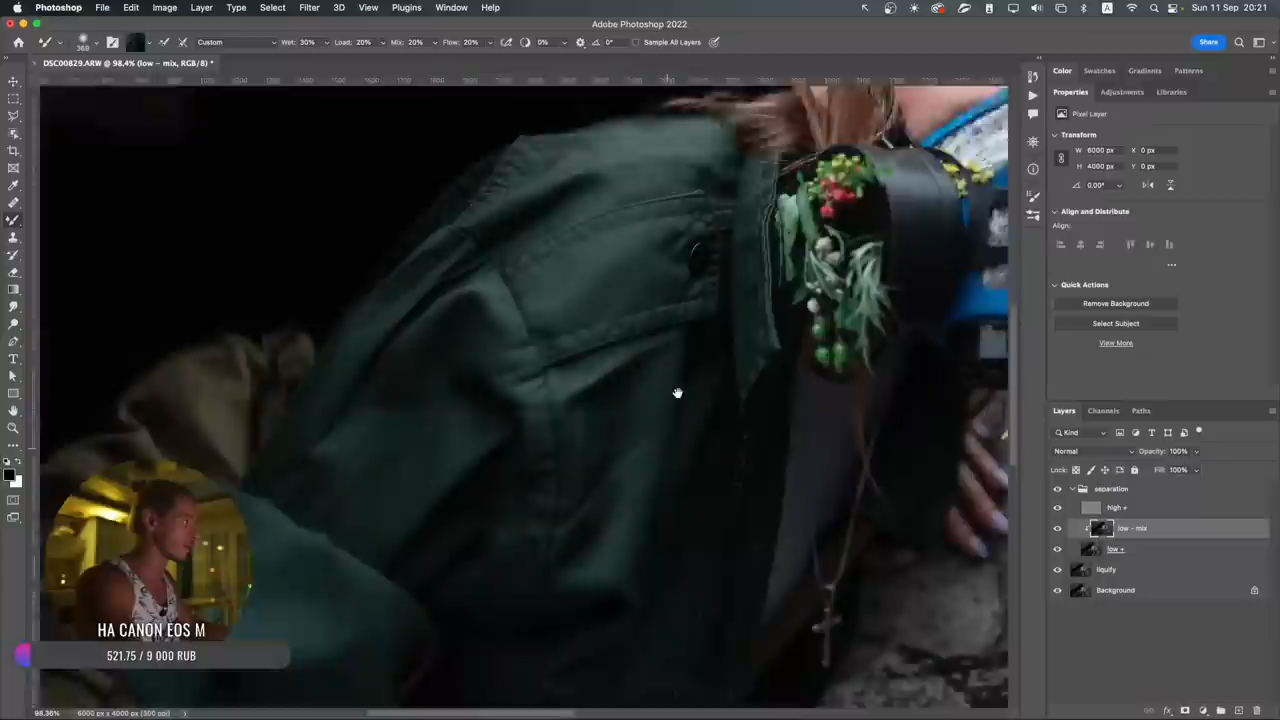 Photoshop File Edit Image Layer Type Select Filter 3D View Plugins Window Help A Sun 11 Sep 20:21
Adobe Photoshop 2022
369 Custom Wet: 30% Load: 20% Mix: 20% Flow: 20% 0% 0° Sample All Layers Share
DSC00829.ARW @ 98,4% (low – mix, RGB/8) *
Color Swatches Gradients Patterns
Properties Adjustments Libraries
Pixel Layer
Transform
W 6000 px X 0 px
H 4000 px Y 0 px
0.00°
Align and Distribute
Align:
Quick Actions
Remove Background
Select Subject
View More
Layers Channels Paths
Kind
Normal Opacity: 100%
Lock: Fill: 100%
separation
high +
low – mix
low +
liquify
Background
НА CANON EOS M
521.75 / 9 000 RUB
98.36% 6000 px x 4000 px (300 ppi)